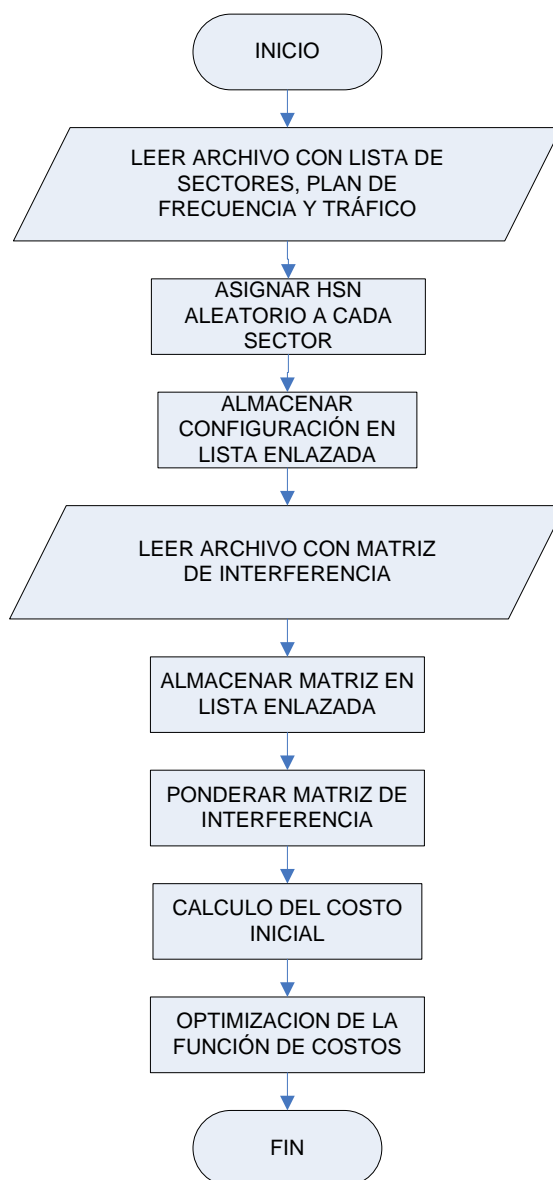 INICIO
LEER ARCHIVO CON LISTA DE
SECTORES, PLAN DE
FRECUENCIA Y TRÁFICO
ASIGNAR HSN
ALEATORIO A CADA
SECTOR
ALMACENAR
CONFIGURACIÓN EN
LISTA ENLAZADA
LEER ARCHIVO CON MATRIZ
DE INTERFERENCIA
ALMACENAR MATRIZ EN
LISTA ENLAZADA
PONDERAR MATRIZ DE
INTERFERENCIA
CALCULO DEL COSTO
INICIAL
OPTIMIZACION DE LA
FUNCIÓN DE COSTOS
FIN